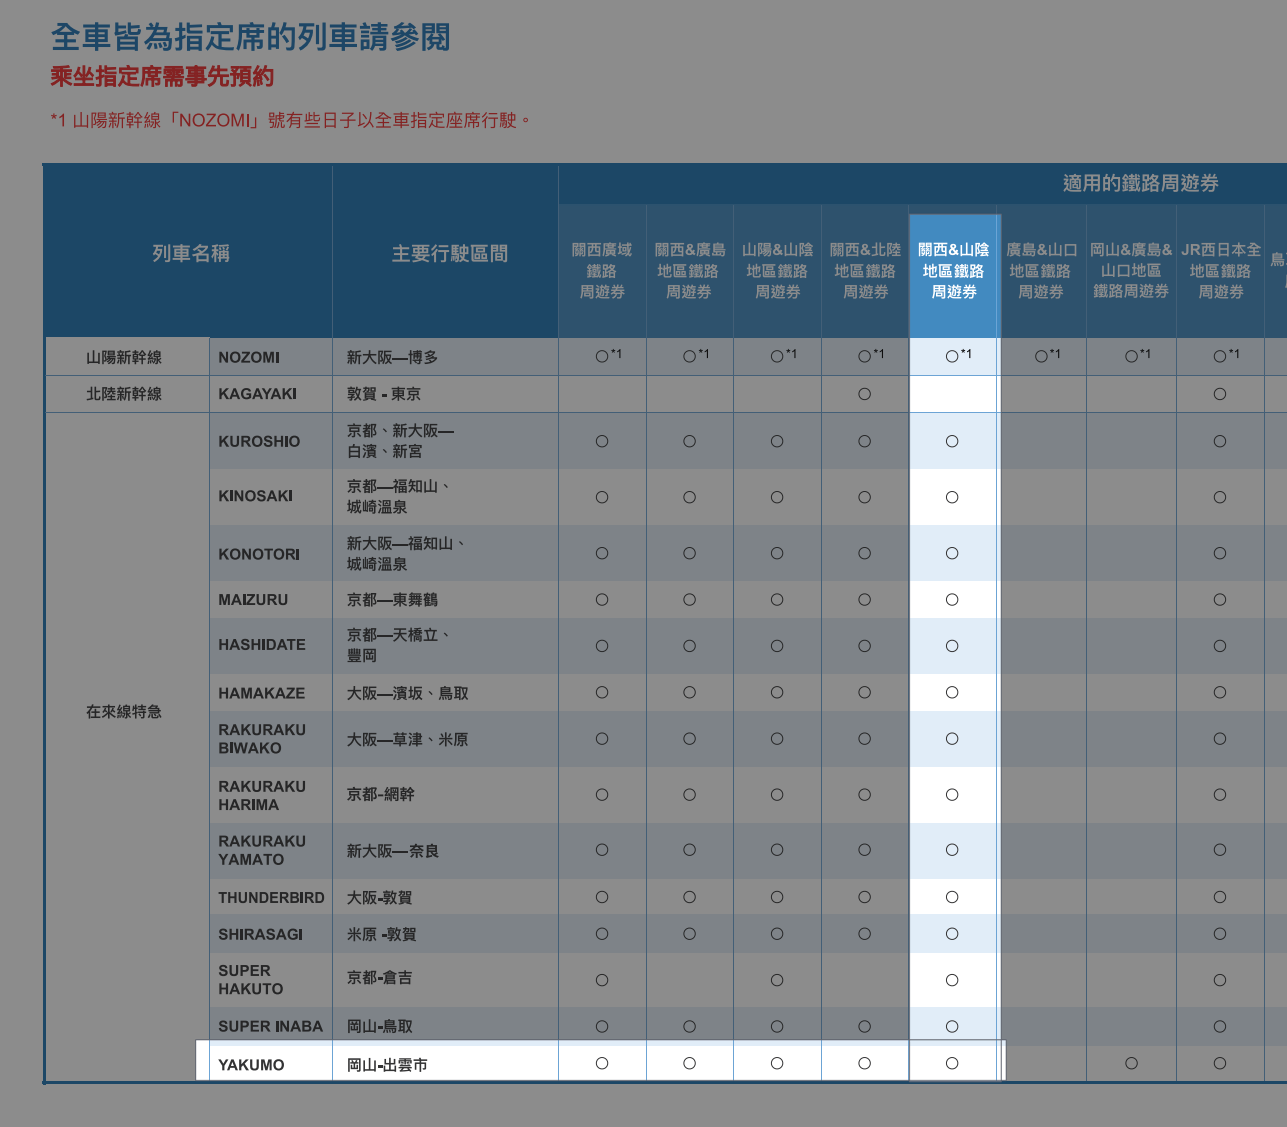 全車皆為指定席的列車請參閱
乘坐指定席需事先預約
*1 山陽新幹線「NOZOMI」號有些日子以全車指定座席行駛。
適用的鐵路周遊券
列車名稱 主要行駛區間
關西廣域 關西&廣島 山陽&山陰 關西&北陸 關西&山陰 廣島&山口 岡山&廣島& JR西日本全
鐵路 地區鐵路 地區鐵路 地區鐵路 地區鐵路 地區鐵路 山口地區 地區鐵路
周遊券 周遊券 周遊券 周遊券 周遊券 周遊券 鐵路周遊券 周遊券
山陽新幹線 NOZOMI 新大阪—博多 ○*1 ○*1 ○*1 ○*1 ○*1 ○*1 ○*1 ○*1
北陸新幹線 KAGAYAKI 敦賀 - 東京 ○ ○
在來線特急
KUROSHIO 京都、新大阪—
白濱、新宮 ○ ○ ○ ○ ○ ○
KINOSAKI 京都—福知山、
城崎溫泉 ○ ○ ○ ○ ○ ○
KONOTORI 新大阪—福知山、
城崎溫泉 ○ ○ ○ ○ ○ ○
MAIZURU 京都—東舞鶴 ○ ○ ○ ○ ○ ○
HASHIDATE 京都—天橋立、
豐岡 ○ ○ ○ ○ ○ ○
HAMAKAZE 大阪—濱坂、鳥取 ○ ○ ○ ○ ○ ○
RAKURAKU
BIWAKO 大阪—草津、米原 ○ ○ ○ ○ ○ ○
RAKURAKU
HARIMA 京都-網幹 ○ ○ ○ ○ ○ ○
RAKURAKU
YAMATO 新大阪—奈良 ○ ○ ○ ○ ○ ○
THUNDERBIRD 大阪-敦賀 ○ ○ ○ ○ ○ ○
SHIRASAGI 米原 -敦賀 ○ ○ ○ ○ ○ ○
SUPER
HAKUTO 京都-倉吉 ○ ○ ○ ○
SUPER INABA 岡山-鳥取 ○ ○ ○ ○ ○ ○
YAKUMO 岡山-出雲市 ○ ○ ○ ○ ○ ○ ○